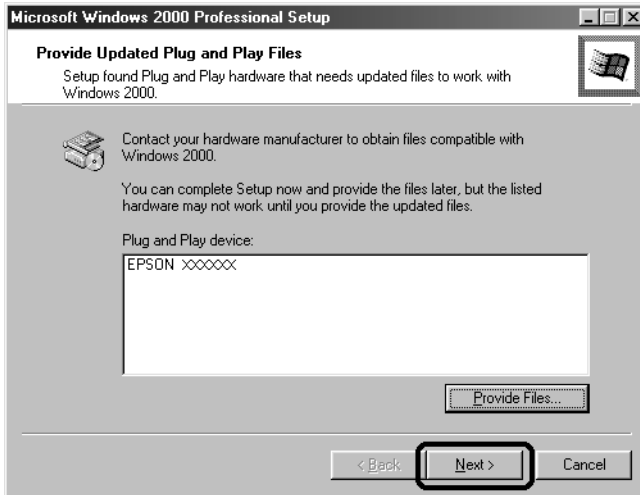 Microsoft Windows 2000 Professional Setup
Provide Updated Plug and Play Files
Setup found Plug and Play hardware that needs updated files to work with
Windows 2000.
Contact your hardware manufacturer to obtain files compatible with
Windows 2000.
You can complete Setup now and provide the files later, but the listed
hardware may not work until you provide the updated files.
Plug and Play device:
EPSON XXXXXX
Provide Files...
< Back
Next >
Cancel